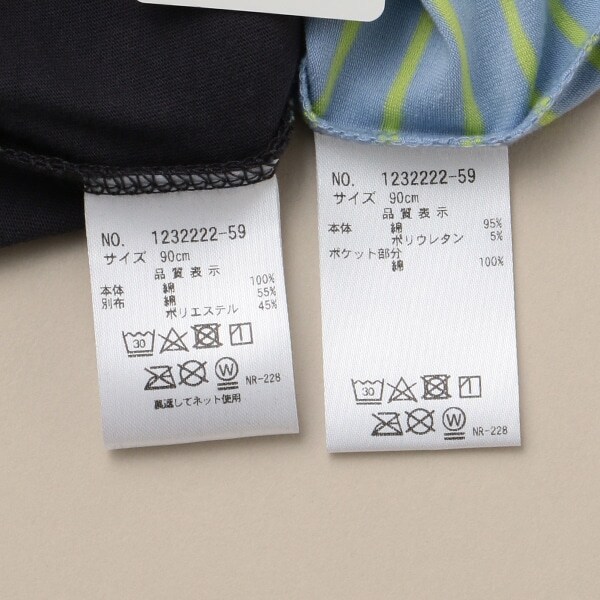 NO. 1232222-59
サイズ 90cm
品質表示
本体 綿 100%
別布 綿 55%
ポリエステル 45%
30
W
NR-228
裏返してネット使用
NO. 1232222-59
サイズ 90cm
品質表示
本体 綿 95%
ポリウレタン 5%
ポケット部分
綿 100%
30
W
NR-228